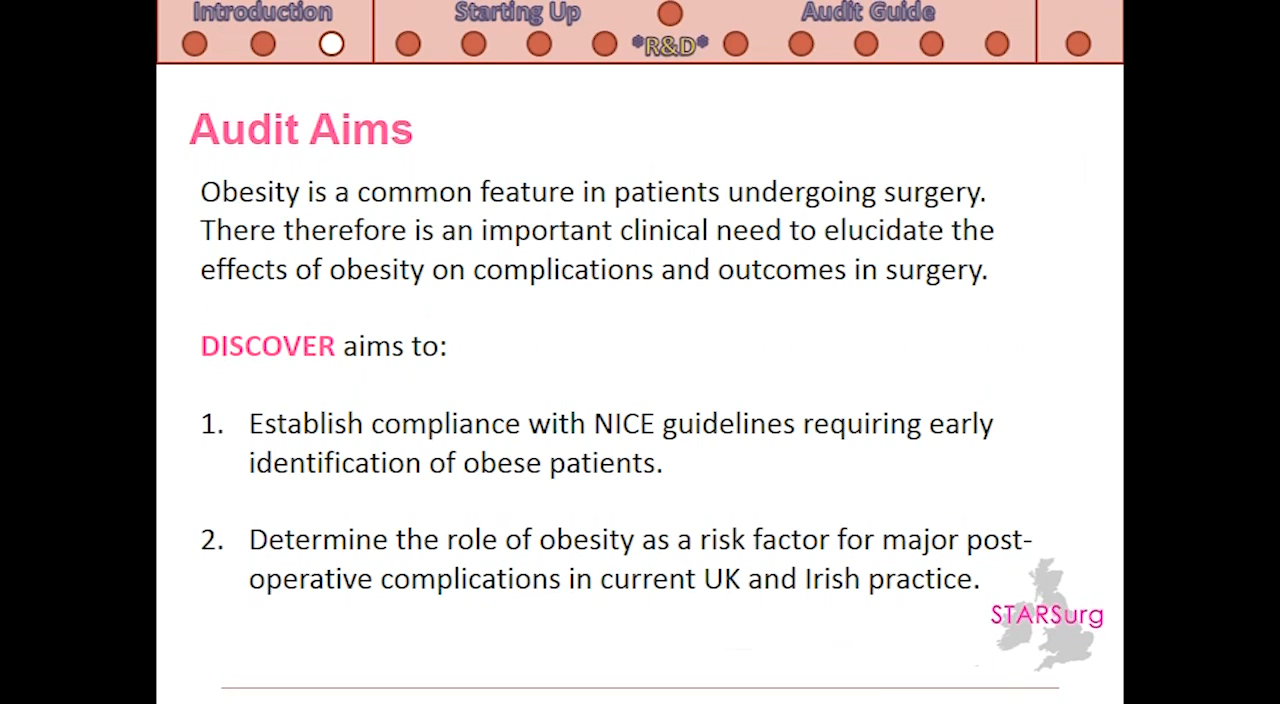 Introduction
Starting Up
Audit Guide
*R&D*
Audit Aims
Obesity is a common feature in patients undergoing surgery.
There therefore is an important clinical need to elucidate the
effects of obesity on complications and outcomes in surgery.
DISCOVER aims to:
1. Establish compliance with NICE guidelines requiring early
identification of obese patients.
2. Determine the role of obesity as a risk factor for major post-
operative complications in current UK and Irish practice.
STARSurg